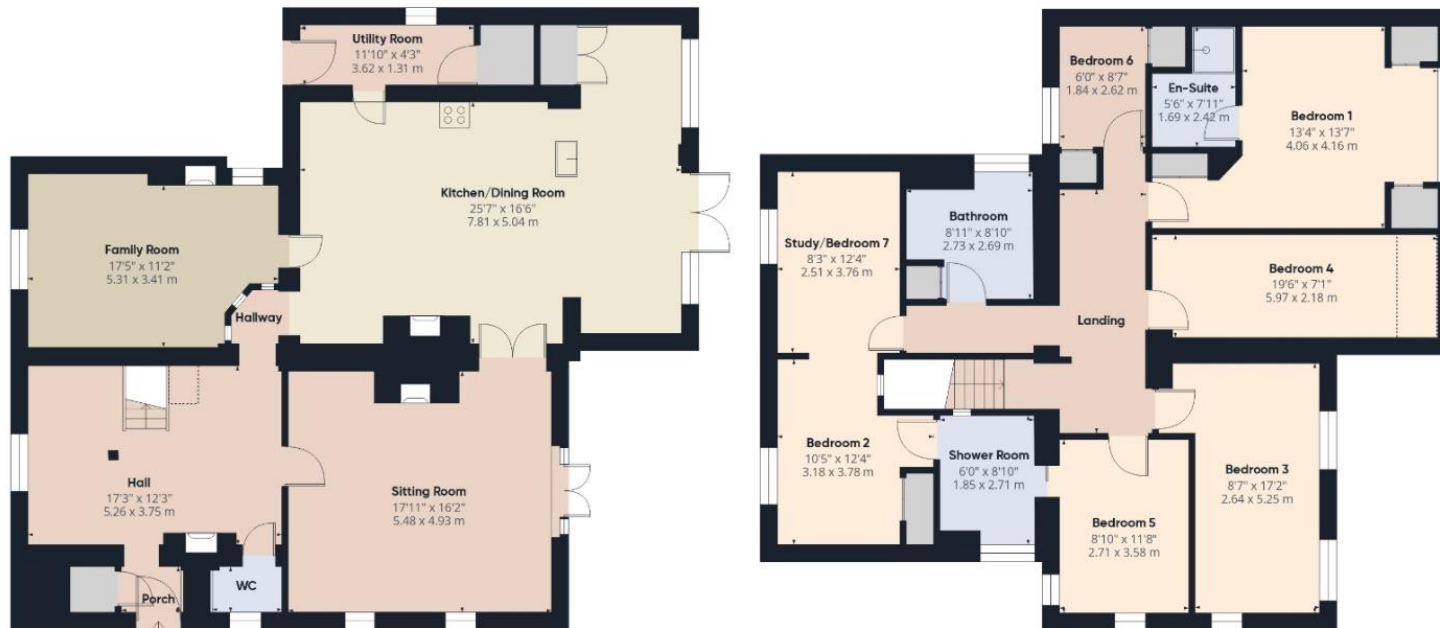 Utility Room
11'10" x 4'3"
3.62 x 1.31 m
Kitchen/Dining Room
25'7" x 16'6"
7.81 x 5.04 m
Family Room
17'5" x 11'2"
5.31 x 3.41 m
Hallway
Hall
17'3" x 12'3"
5.26 x 3.75 m
Sitting Room
17'11" x 16'2"
5.48 x 4.93 m
WC
Porch
Bedroom 6
6'0" x 8'7"
1.84 x 2.62 m
En-Suite
5'6" x 7'11"
1.69 x 2.42 m
Bedroom 1
13'4" x 13'7"
4.06 x 4.16 m
Bathroom
8'11" x 8'10"
2.73 x 2.69 m
Study/Bedroom 7
8'3" x 12'4"
2.51 x 3.76 m
Bedroom 4
19'6" x 7'1"
5.97 x 2.18 m
Landing
Bedroom 2
10'5" x 12'4"
3.18 x 3.78 m
Shower Room
6'0" x 8'10"
1.85 x 2.71 m
Bedroom 3
8'7" x 17'2"
2.64 x 5.25 m
Bedroom 5
8'10" x 11'8"
2.71 x 3.58 m